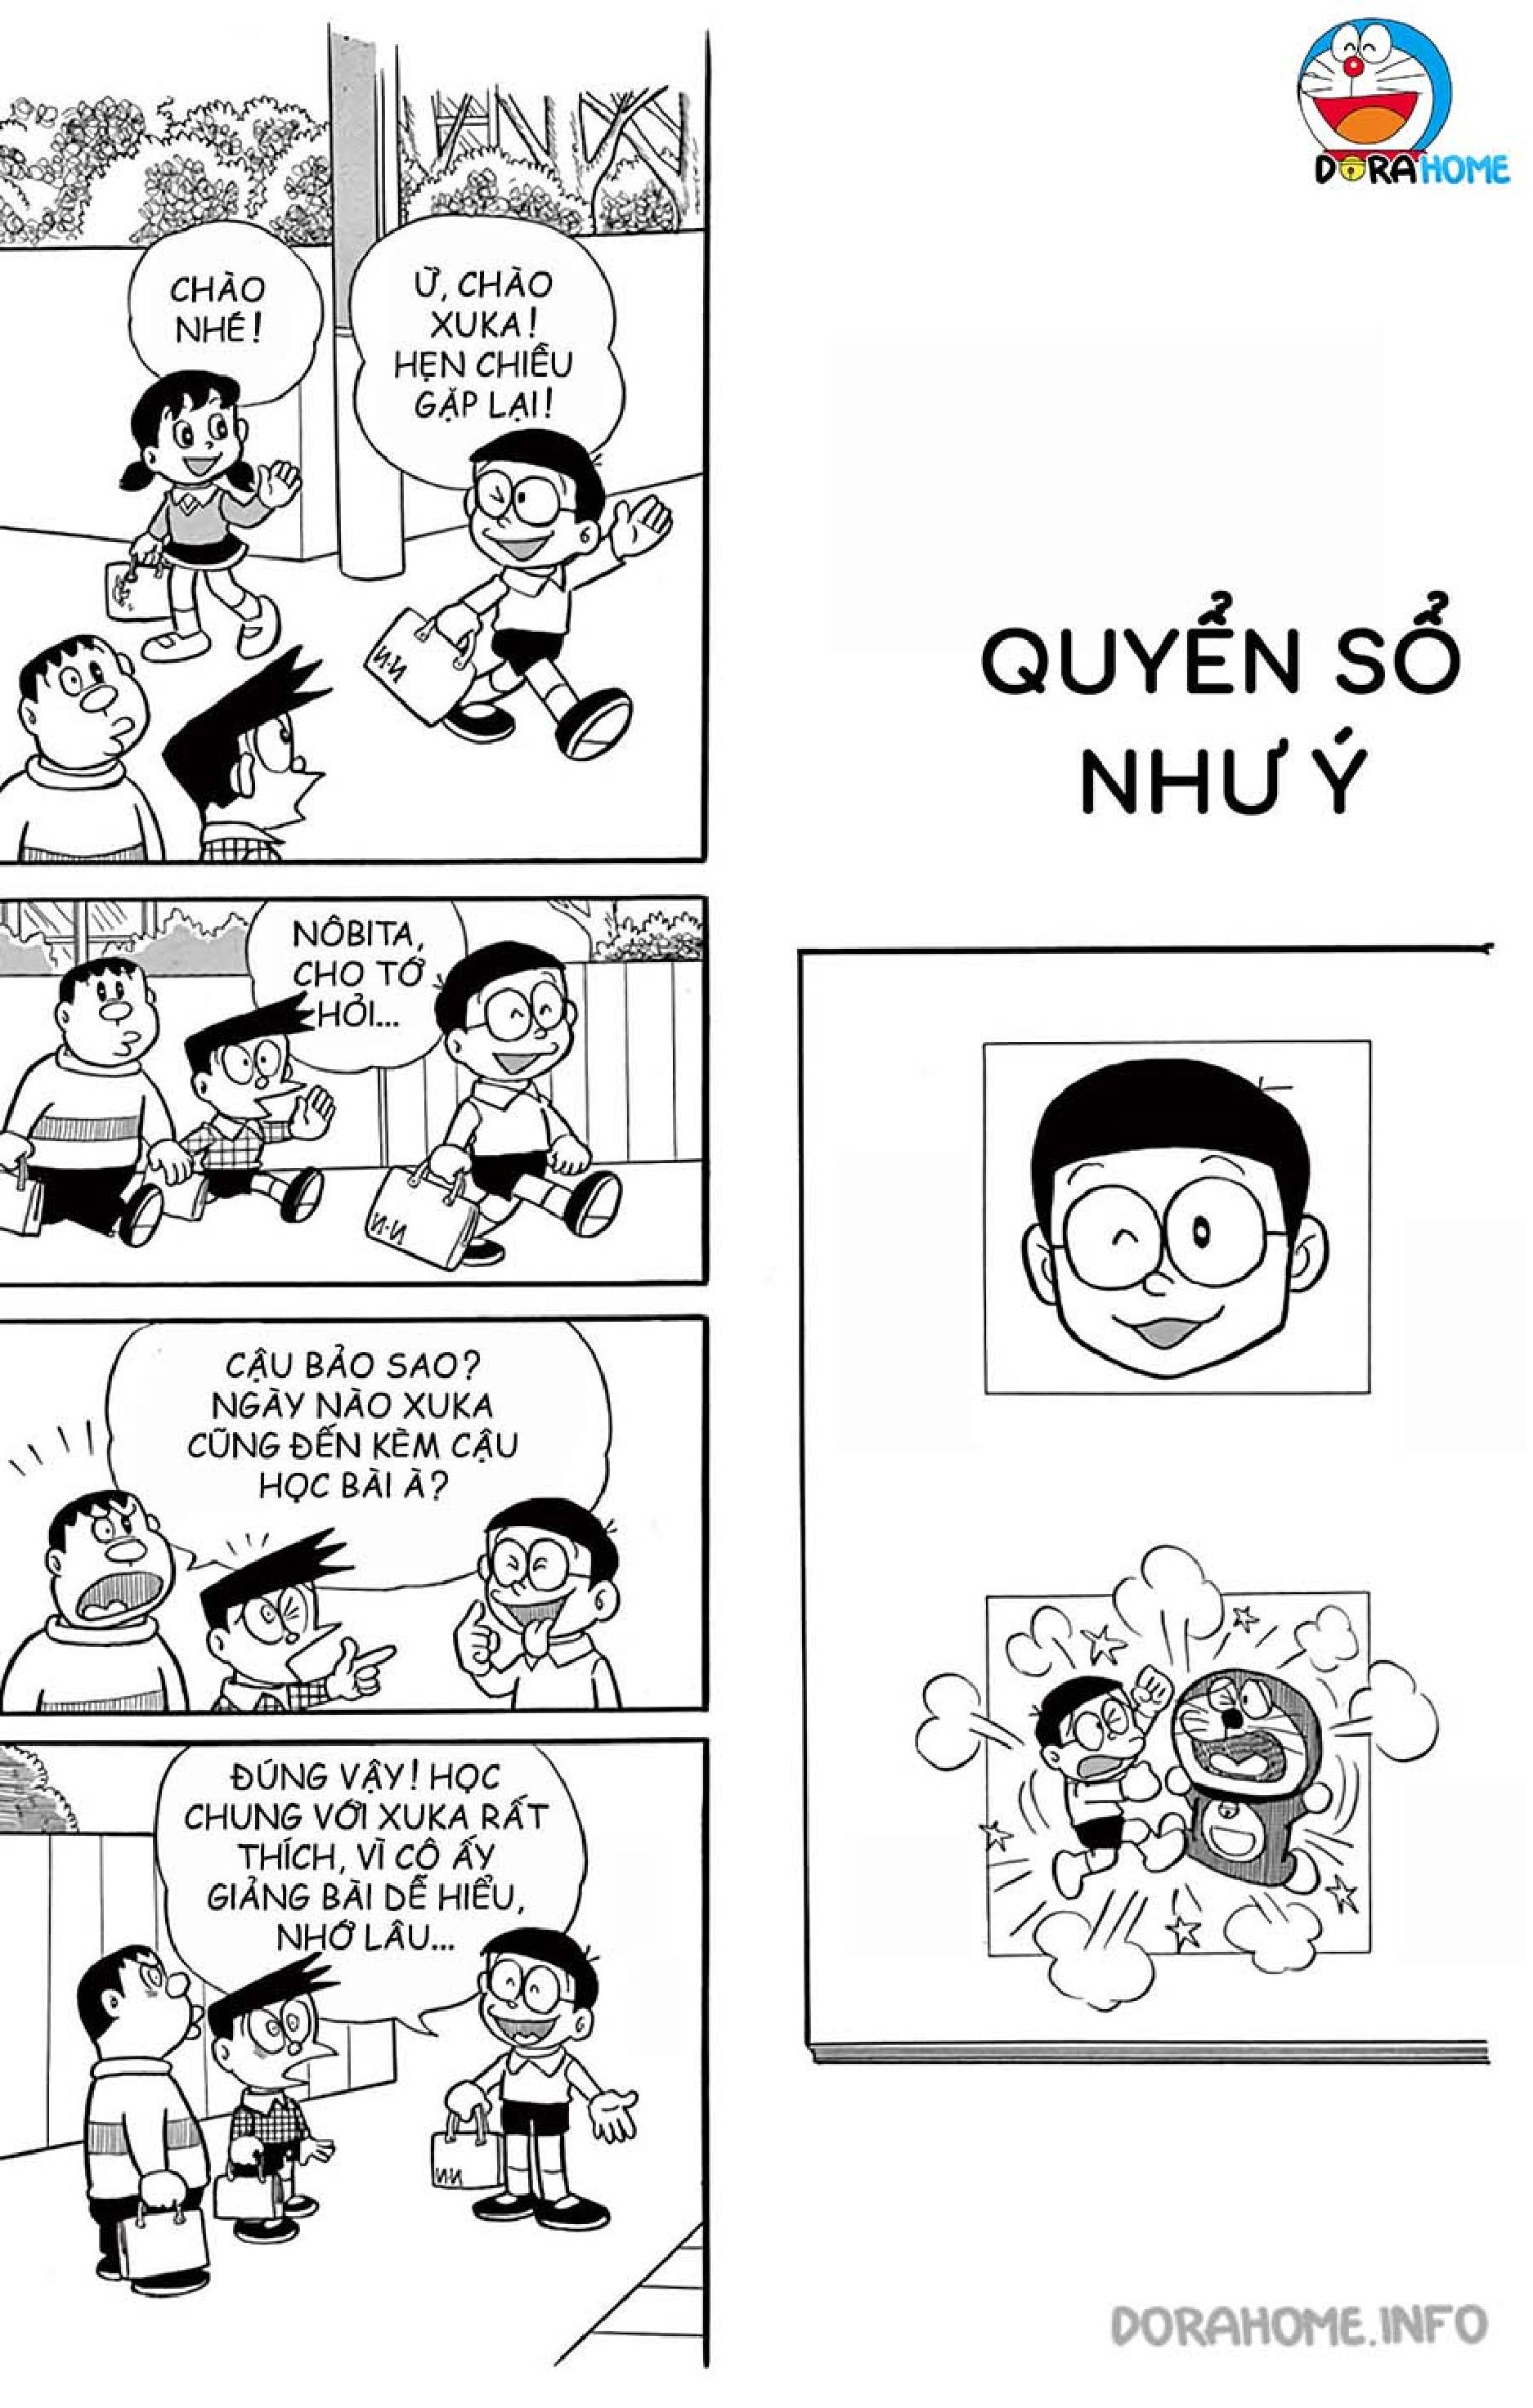 DORAHOME
QUYỂN SỔ
NHƯ Ý
CHÀO
NHÉ!
Ừ, CHÀO
XUKA!
HẸN CHIỀU
GẶP LẠI!
N.N
NÔBITA,
CHO TỚ
HỎI...
N.N
CẬU BẢO SAO?
NGÀY NÀO XUKA
CŨNG ĐẾN KÈM CẬU
HỌC BÀI À?
ĐÚNG VẬY! HỌC
CHUNG VỚI XUKA RẤT
THÍCH, VÌ CÔ ẤY
GIẢNG BÀI DỄ HIỂU,
NHỚ LÂU...
N.N
DORAHOME.INFO